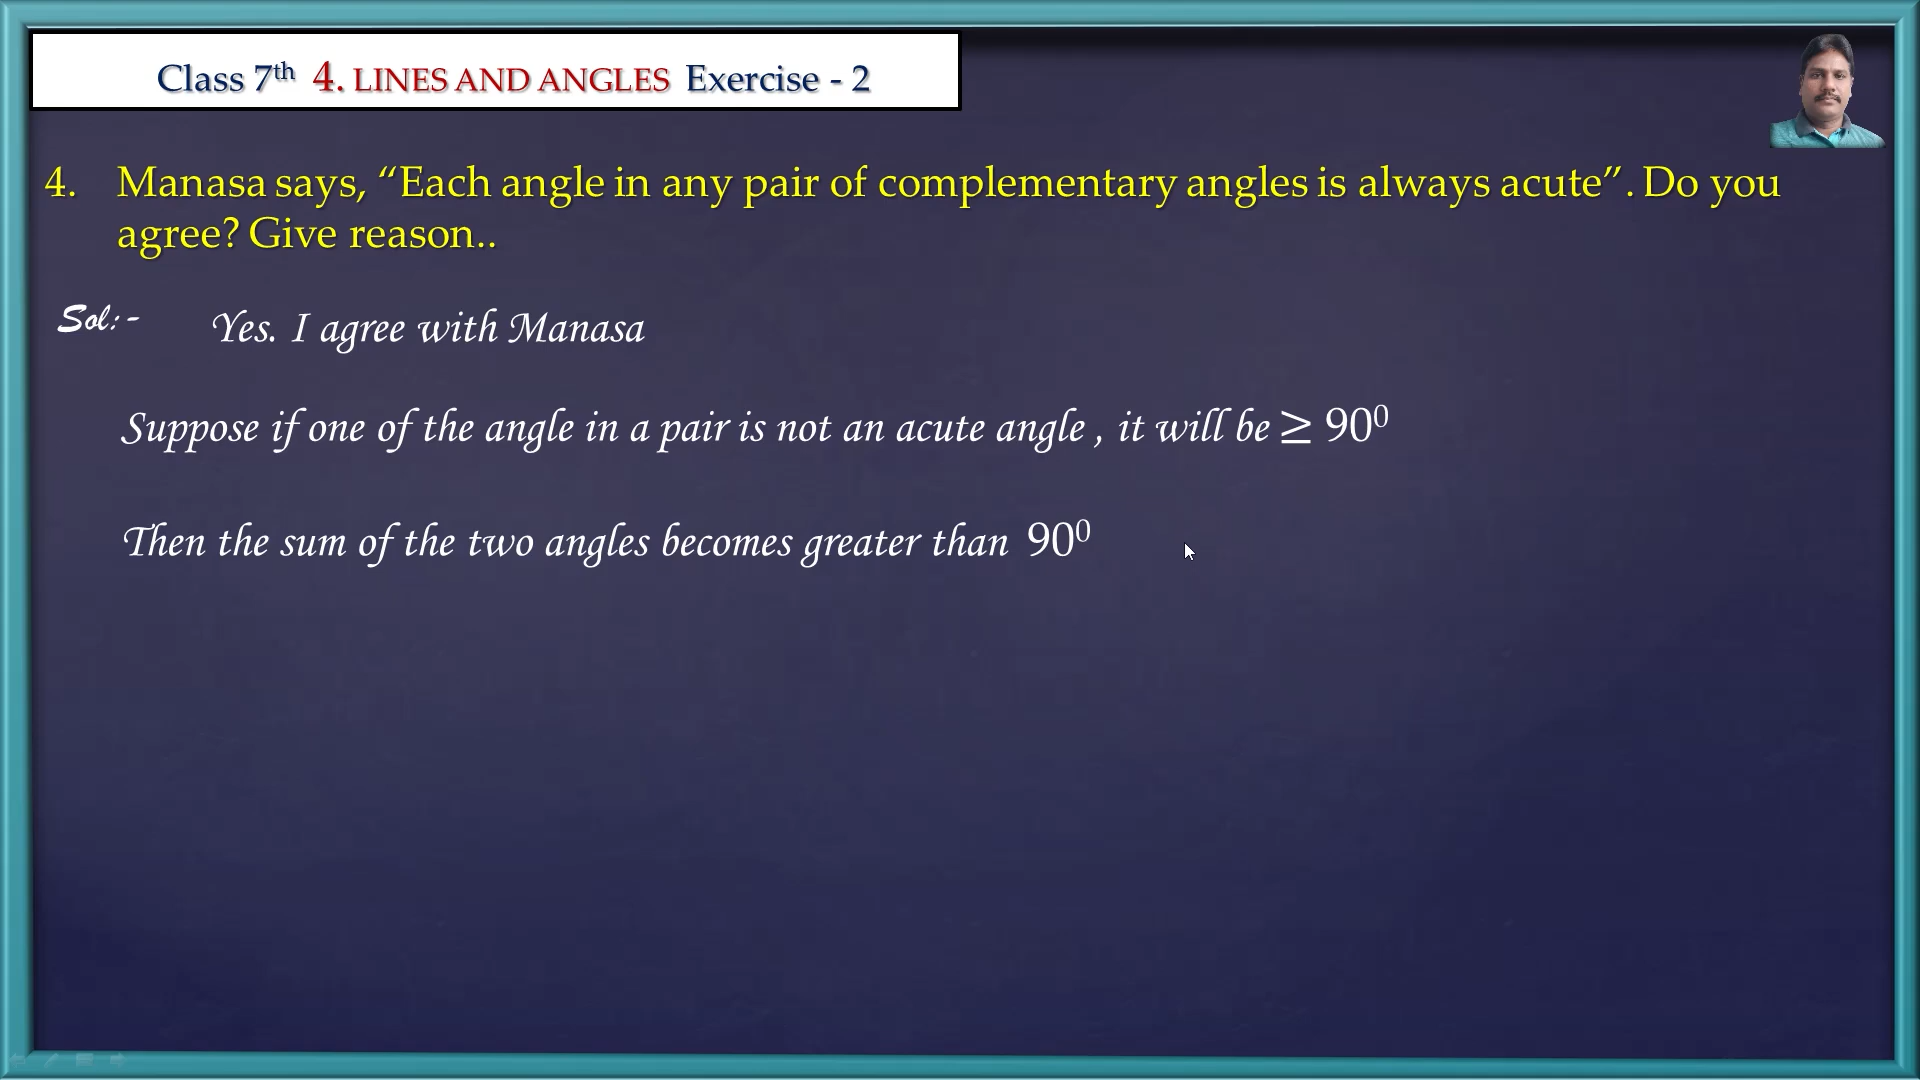 Class 7th 4. LINES AND ANGLES Exercise - 2
4. Manasa says, “Each angle in any pair of complementary angles is always acute”. Do you
agree? Give reason..
Sol: - Yes. I agree with Manasa
Suppose if one of the angle in a pair is not an acute angle , it will be ≥ 90⁰
Then the sum of the two angles becomes greater than 90⁰